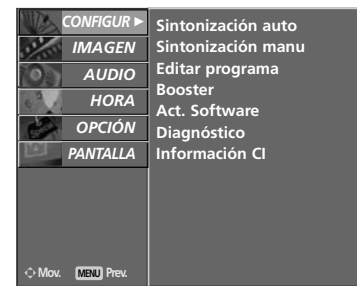 CONFIGUR ►
IMAGEN
AUDIO
HORA
OPCIÓN
PANTALLA
Sintonización auto
Sintonización manu
Editar programa
Booster
Act. Software
Diagnóstico
Información CI
Mov. MENU Prev.